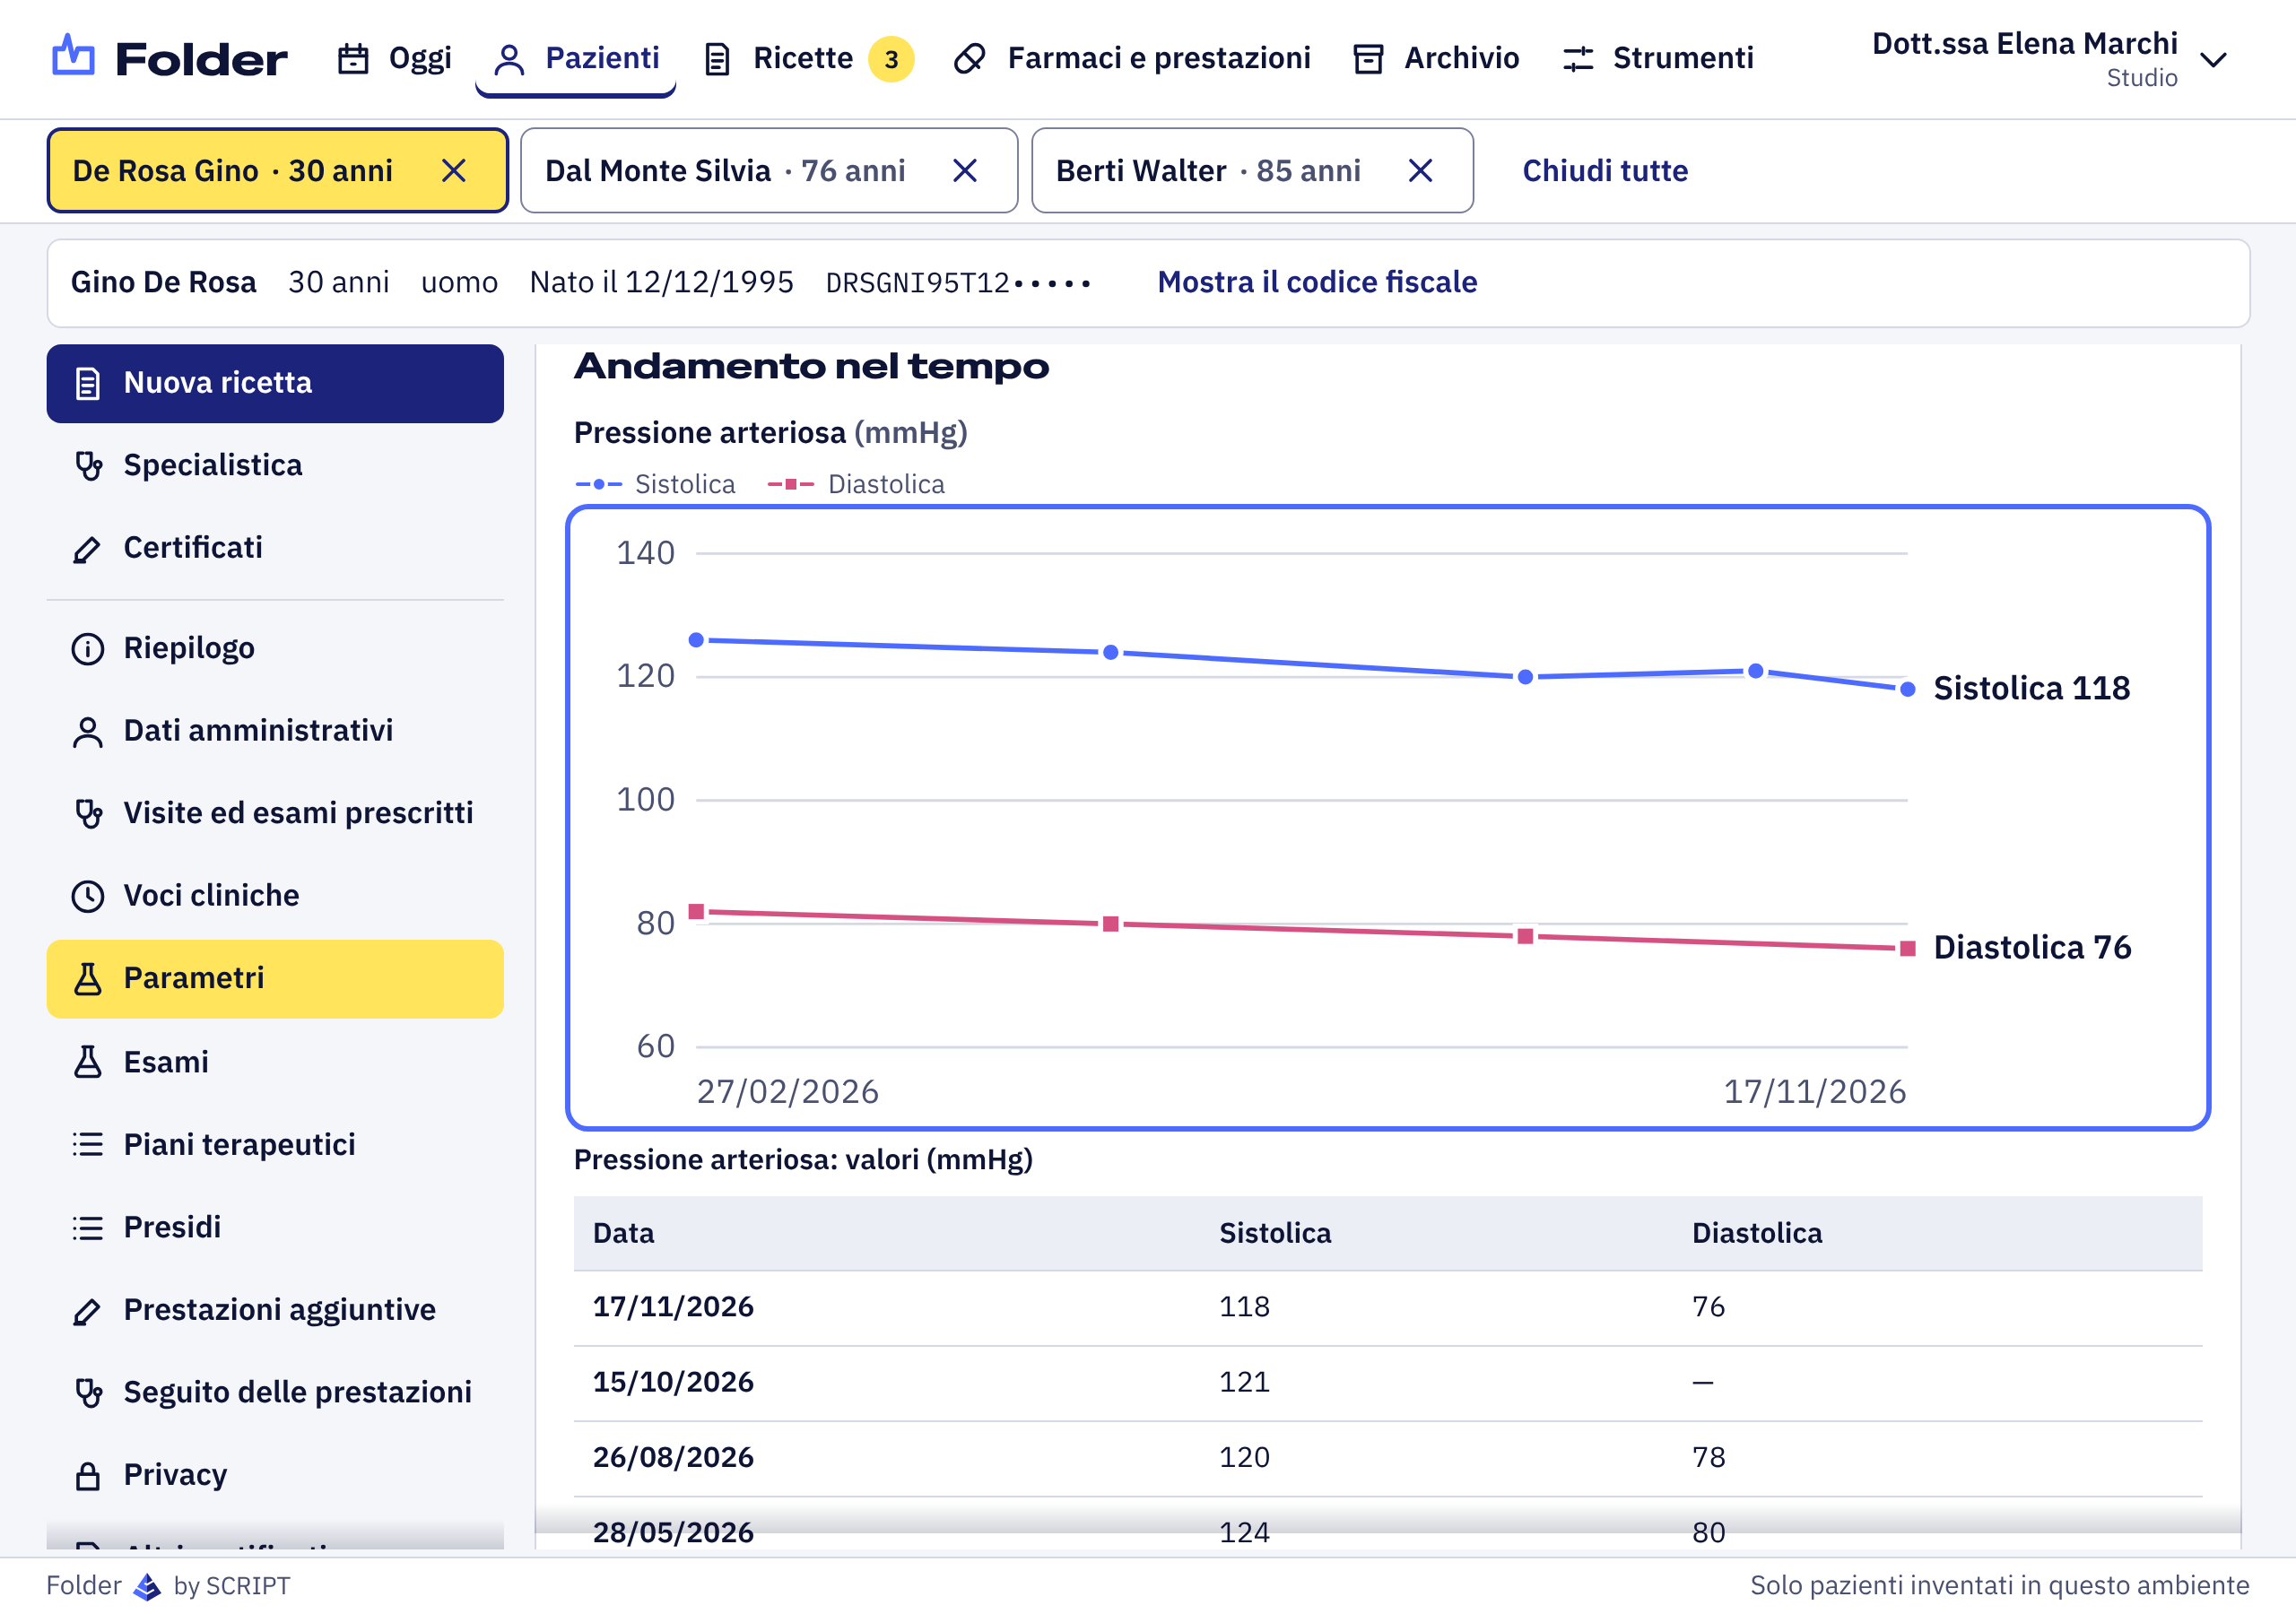 Folder
Oggi
Pazienti
Ricette 3
Farmaci e prestazioni
Archivio
Strumenti
Dott.ssa Elena Marchi
Studio
De Rosa Gino · 30 anni
Dal Monte Silvia · 76 anni
Berti Walter · 85 anni
Chiudi tutte
Gino De Rosa 30 anni uomo Nato il 12/12/1995 DRSGNI95T12••••• Mostra il codice fiscale
Nuova ricetta
Specialistica
Certificati
Riepilogo
Dati amministrativi
Visite ed esami prescritti
Voci cliniche
Parametri
Esami
Piani terapeutici
Presidi
Prestazioni aggiuntive
Seguito delle prestazioni
Privacy
Andamento nel tempo
Pressione arteriosa (mmHg)
Sistolica Diastolica
140
120
100
80
60
Sistolica 118
Diastolica 76
27/02/2026 17/11/2026
Pressione arteriosa: valori (mmHg)
Data Sistolica Diastolica
17/11/2026 118 76
15/10/2026 121 —
26/08/2026 120 78
28/05/2026 124 80
Folder by SCRIPT
Solo pazienti inventati in questo ambiente